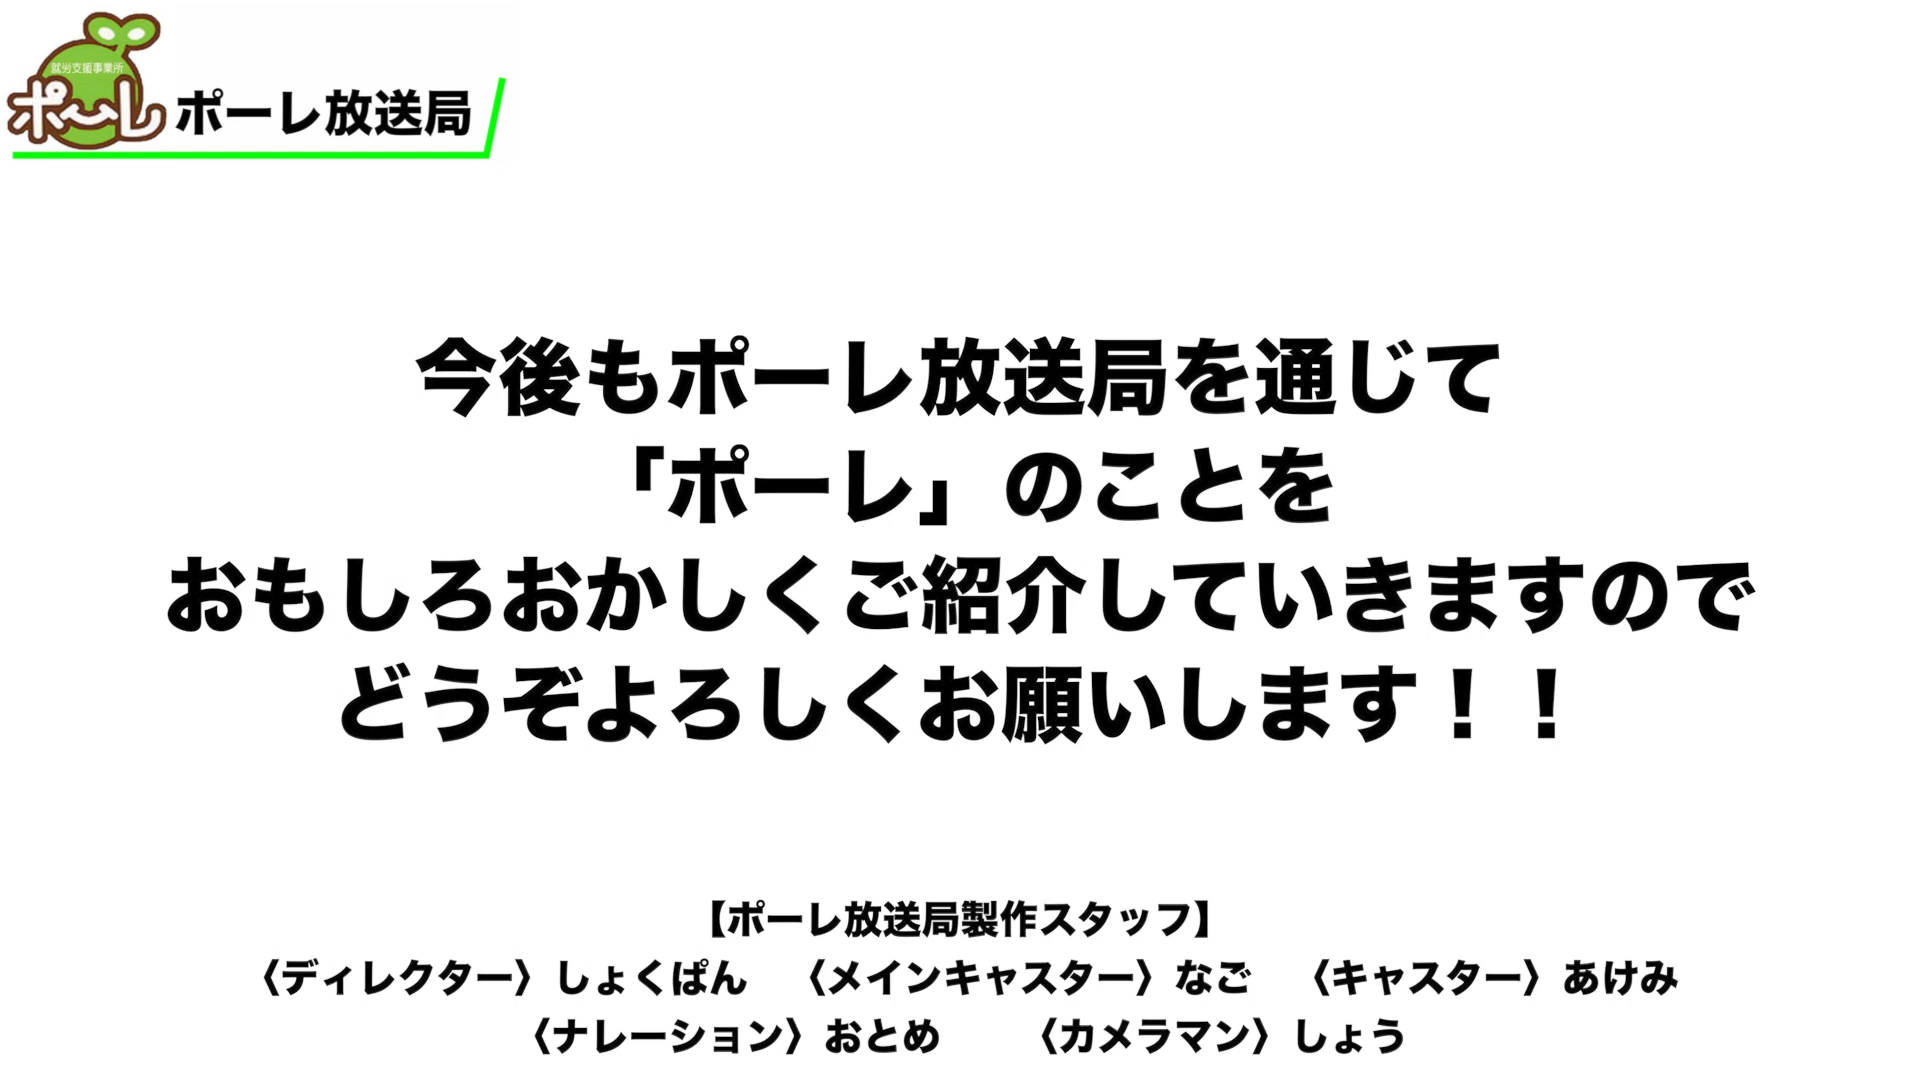 就労支援事業所
ポーレ
ポーレ放送局
今後もポーレ放送局を通じて
「ポーレ」のことを
おもしろおかしくご紹介していきますので
どうぞよろしくお願いします！！
【ポーレ放送局製作スタッフ】
〈ディレクター〉しょくぱん　〈メインキャスター〉なご　〈キャスター〉あけみ
〈ナレーション〉おとめ　　〈カメラマン〉しょう